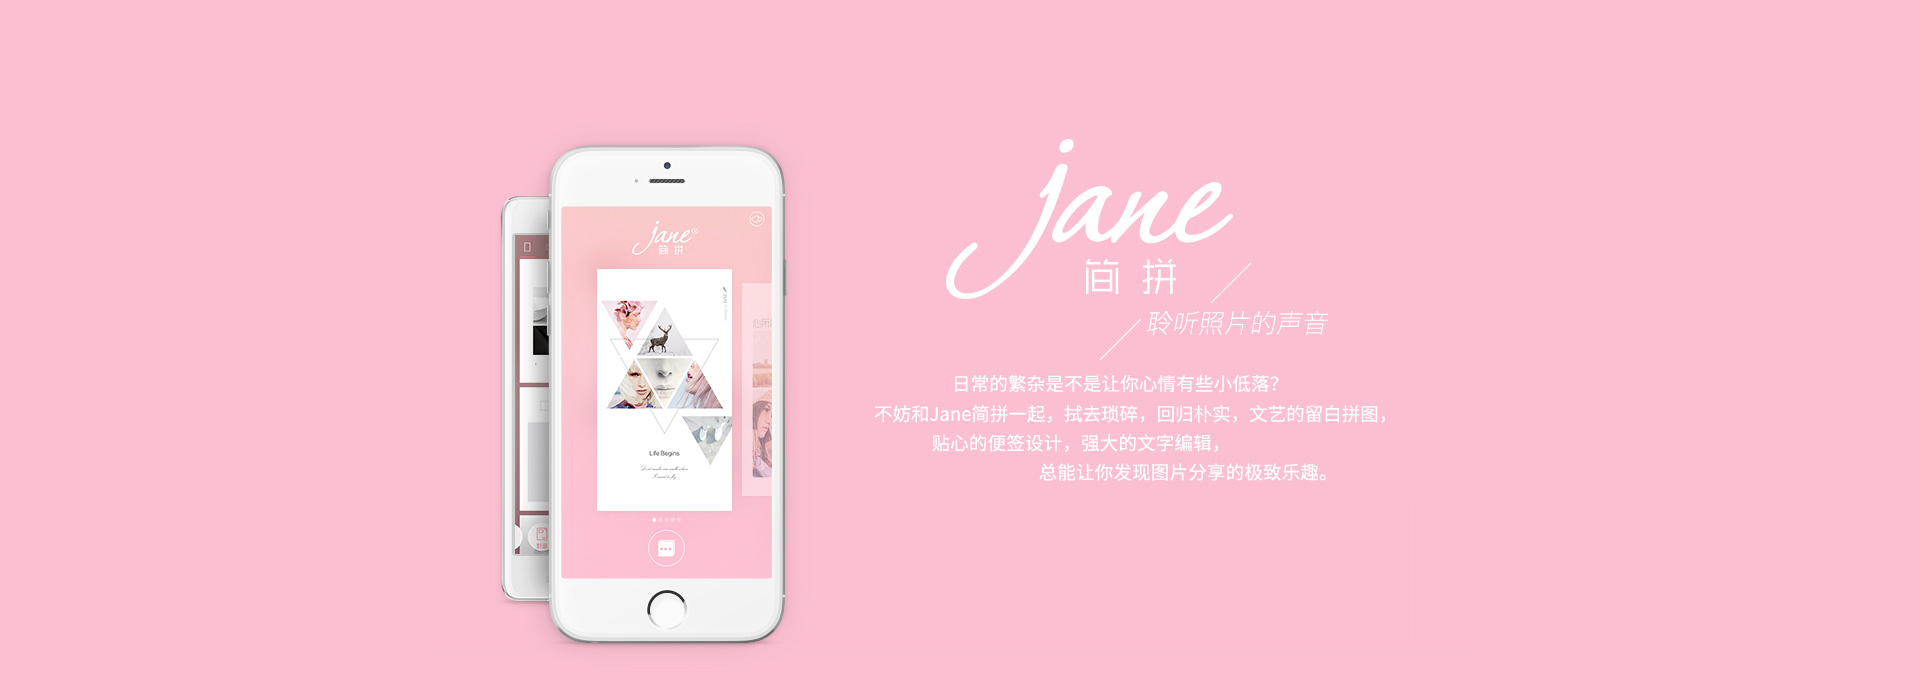 jane
简拼
Life Begins
jane
简拼
聆听照片的声音
日常的繁杂是不是让你心情有些小低落?
不妨和Jane简拼一起，拭去琐碎，回归朴实，文艺的留白拼图，
贴心的便签设计，强大的文字编辑，
总能让你发现图片分享的极致乐趣。